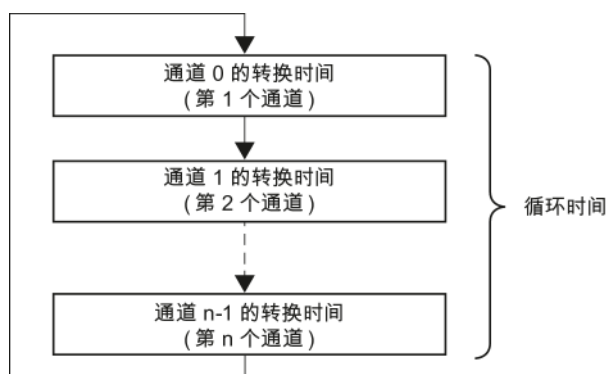 通道 0 的转换时间
(第 1 个通道)
通道 1 的转换时间
(第 2 个通道)
循环时间
通道 n-1 的转换时间
(第 n 个通道)